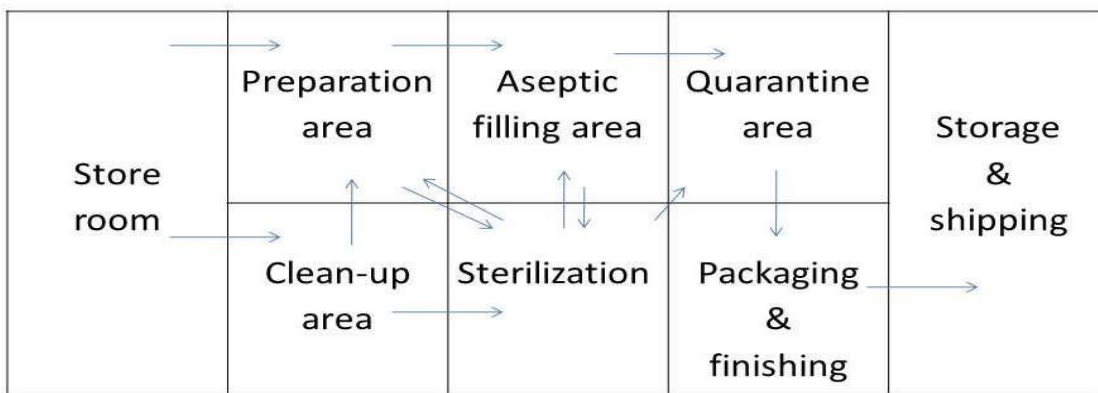 Store
room
Preparation
area
Clean-up
area
Aseptic
filling area
Sterilization
Quarantine
area
Packaging
&
finishing
Storage
&
shipping